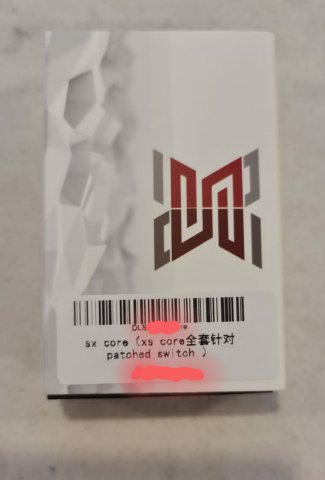 sx core (xs core全套针对
patched switch )